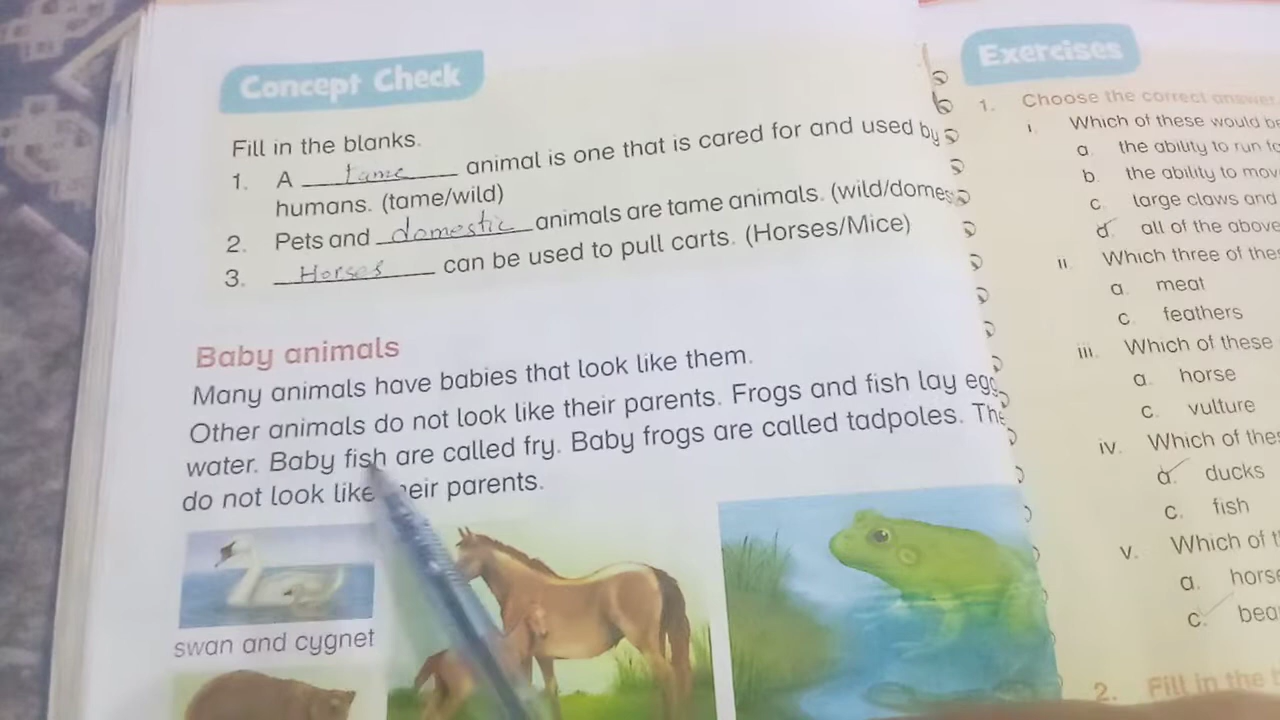 Concept Check
Fill in the blanks.
1. A tame animal is one that is cared for and used by
humans. (tame/wild)
2. Pets and domestic animals are tame animals. (wild/domes
3. Horses can be used to pull carts. (Horses/Mice)
Baby animals
Many animals have babies that look like them.
Other animals do not look like their parents. Frogs and fish lay egg
water. Baby fish are called fry. Baby frogs are called tadpoles. The
do not look like heir parents.
swan and cygnet
Exercises
1. Choose the correct answer
i. Which of these would be
a. the ability to run
b. the ability to mov
c. large claws and
d. all of the above
ii. Which three of the
a. meat
c. feathers
iii. Which of these
a. horse
c. vulture
iv. Which of the
a. ducks
c. fish
v. Which of t
a. horse
c. bea
2. Fill in the b